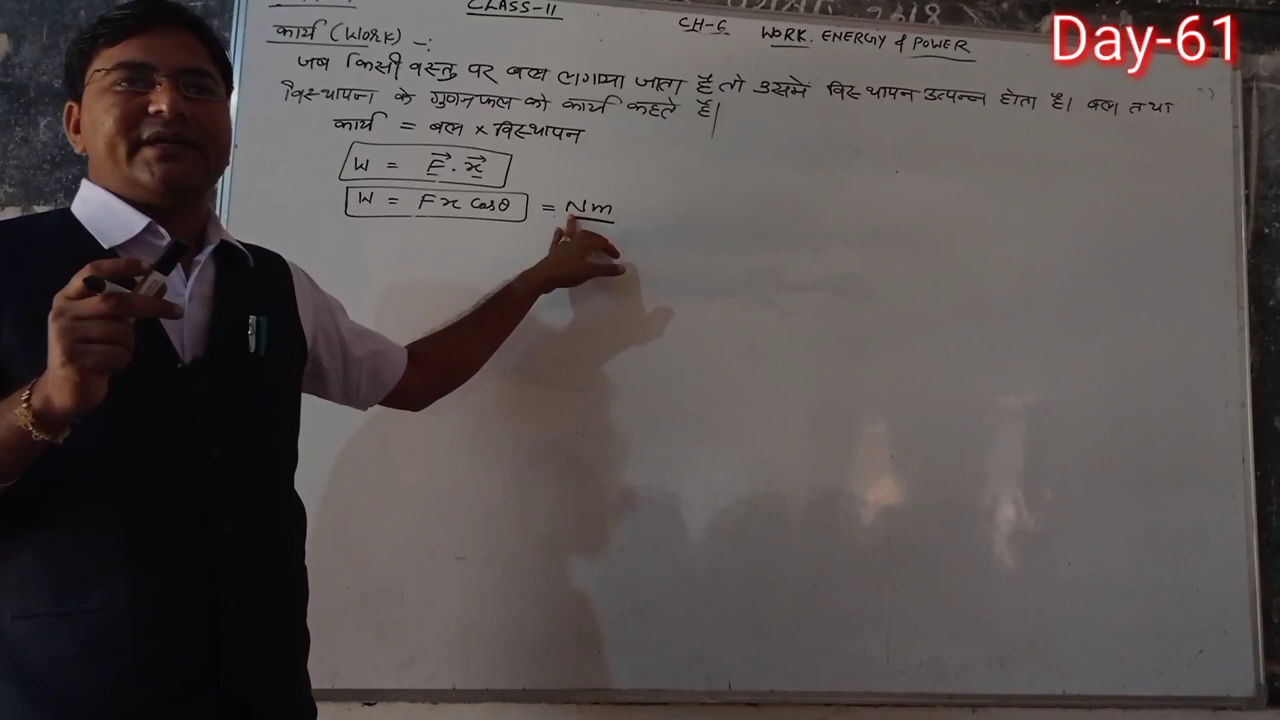 CLASS-11
CH-6 WORK. ENERGY & POWER
Day-61
कार्य (Work) -:
जब किसी वस्तु पर बल लगाया जाता है तो उसमें विस्थापन उत्पन्न होता है। बल तथा
विस्थापन के गुणनफल को कार्य कहते हैं।
कार्य = बल × विस्थापन
W = F⃗ . x⃗
W = Fx cosθ = Nm